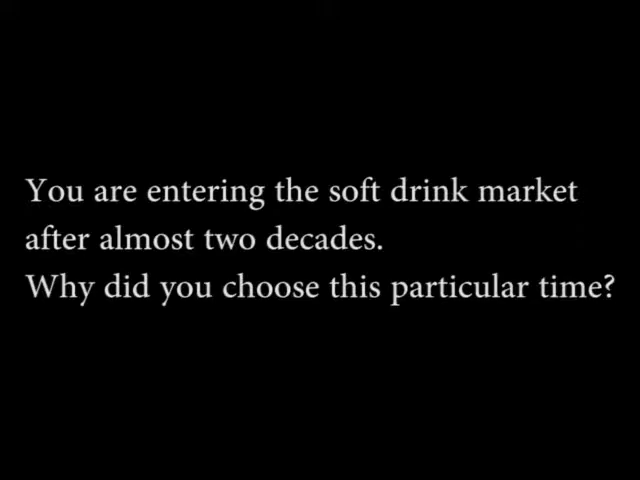 You are entering the soft drink market
after almost two decades.
Why did you choose this particular time?